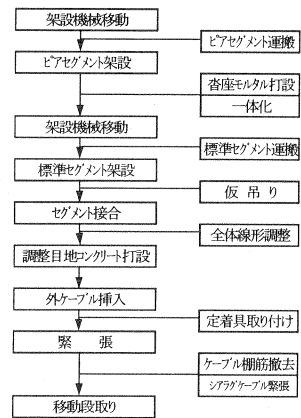 架設機械移動
ピアセグメント運搬
ピアセグメント架設
沓座モルタル打設
一体化
架設機械移動
標準セグメント運搬
標準セグメント架設
仮吊り
セグメント接合
全体線形調整
調整目地コンクリート打設
外ケーブル挿入
定着具取り付け
緊張
ケーブル棚筋撤去
シアラグケーブル緊張
移動段取り